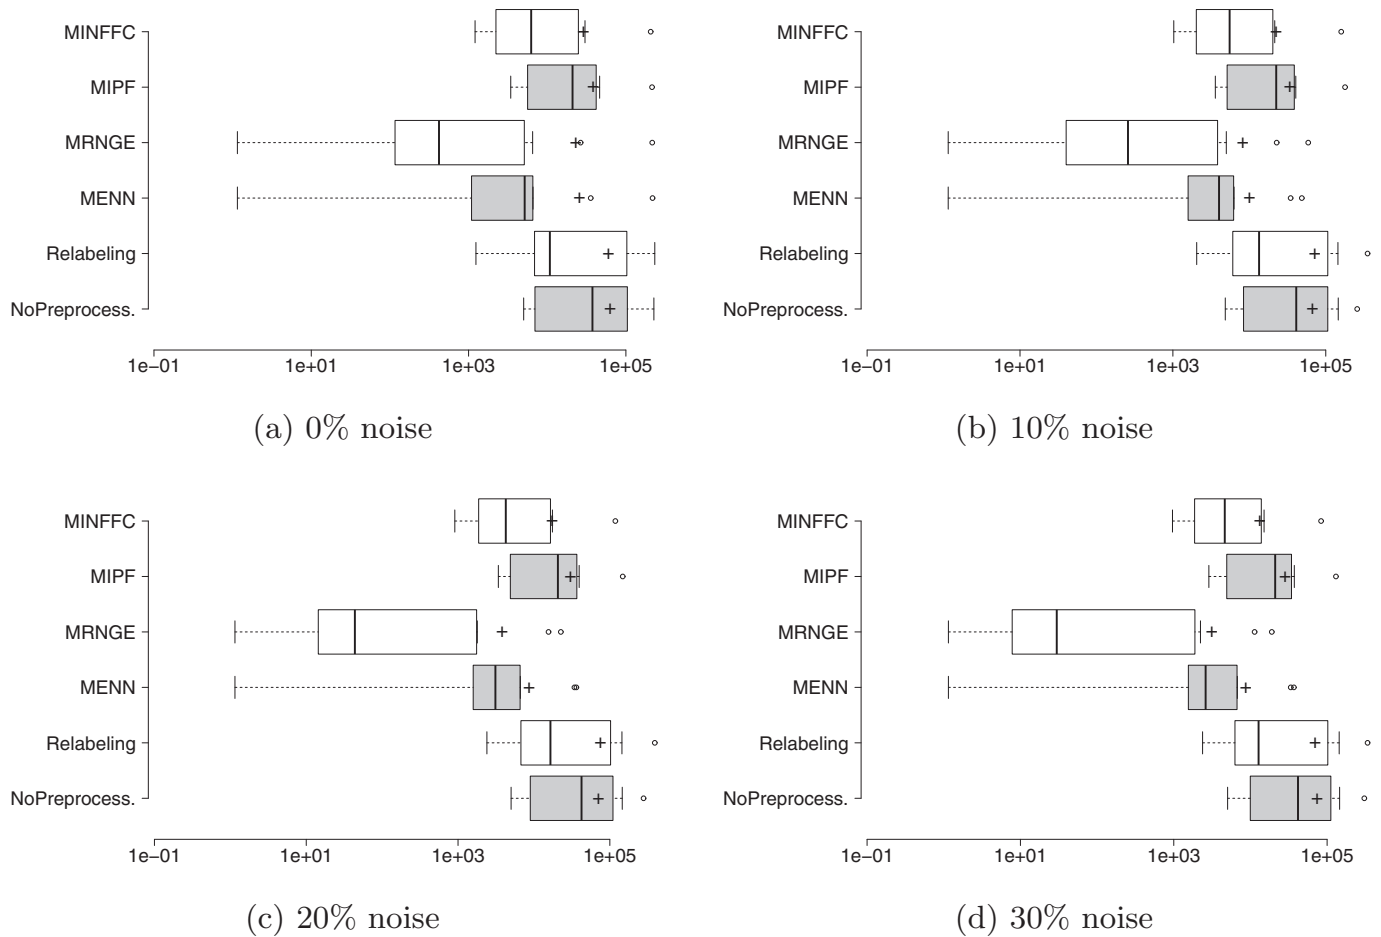 MINFFC
MIPF
MRNGE
MENN
Relabeling
NoPreprocess.
1e−01 1e+01 1e+03 1e+05
(a) 0% noise
MINFFC
MIPF
MRNGE
MENN
Relabeling
NoPreprocess.
1e−01 1e+01 1e+03 1e+05
(b) 10% noise
MINFFC
MIPF
MRNGE
MENN
Relabeling
NoPreprocess.
1e−01 1e+01 1e+03 1e+05
(c) 20% noise
MINFFC
MIPF
MRNGE
MENN
Relabeling
NoPreprocess.
1e−01 1e+01 1e+03 1e+05
(d) 30% noise